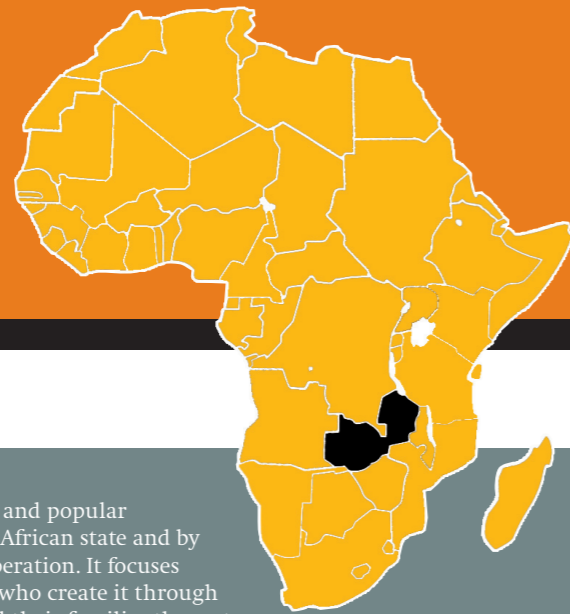 and popular
African state and by
peration. It focuses
who create it through